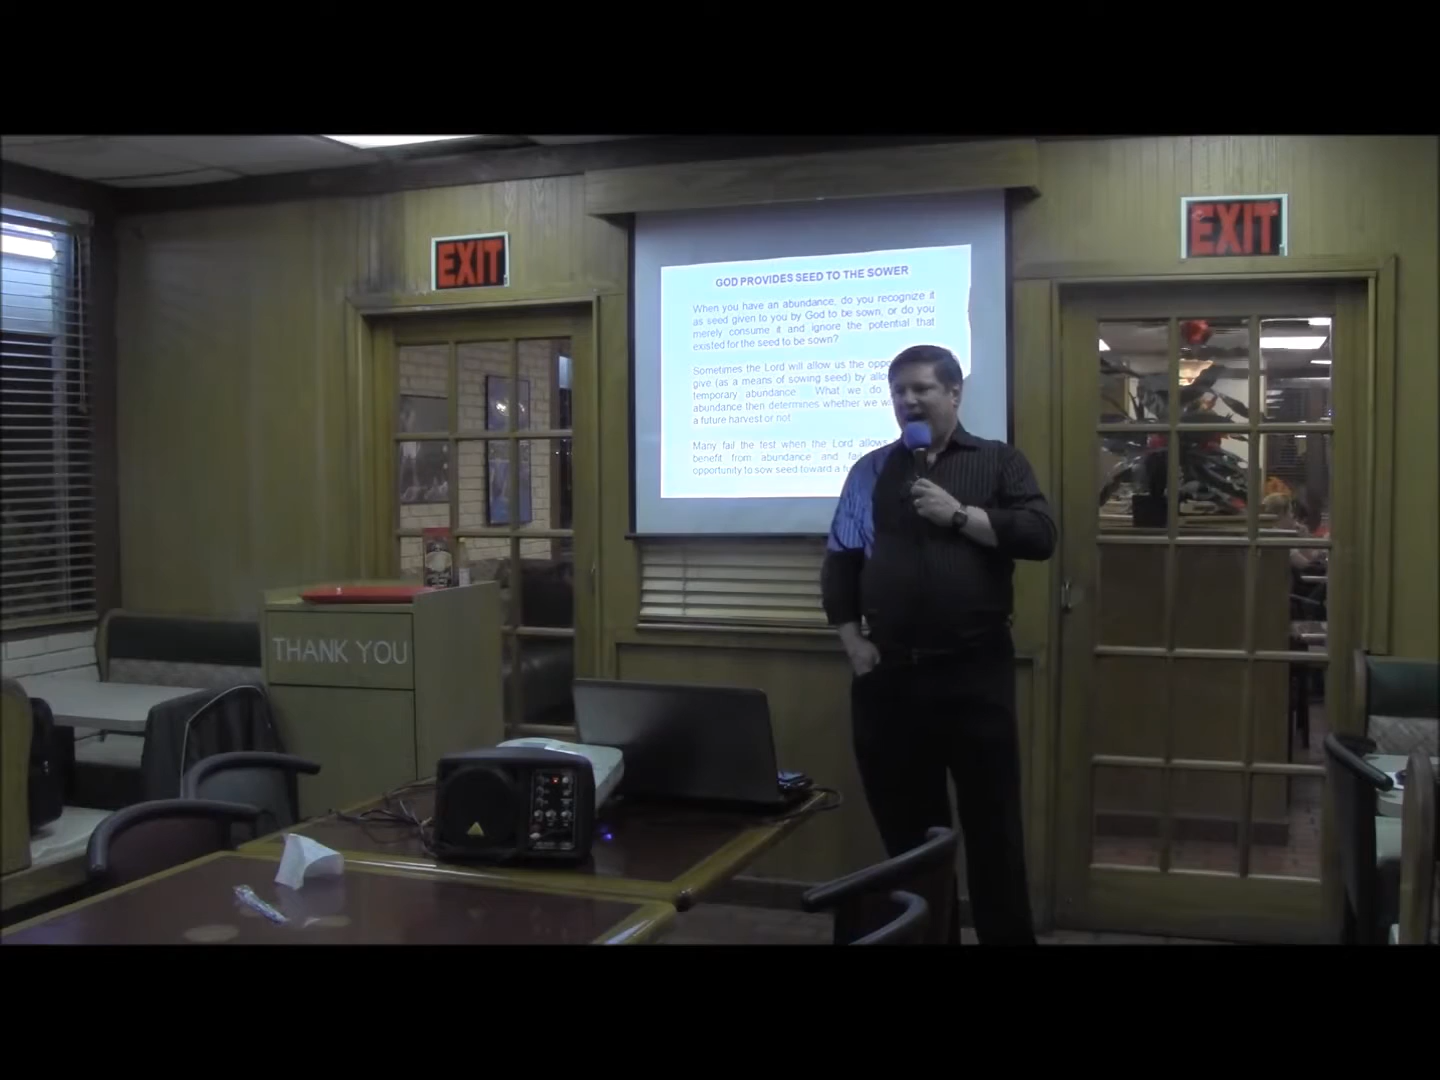 EXIT
EXIT
GOD PROVIDES SEED TO THE SOWER
When you have an abundance, do you recognize it
as seed given to you by God to be sown, or do you
merely consume it and ignore the potential that
existed for the seed to be sown?
Sometimes the Lord will allow us the
give (as a means of sowing seed) by
temporary abundance. What we do
abundance then determines whether we
a future harvest or not
Many fail the test when the Lord allows
benefit from abundance and
opportunity to sow seed toward a
THANK YOU